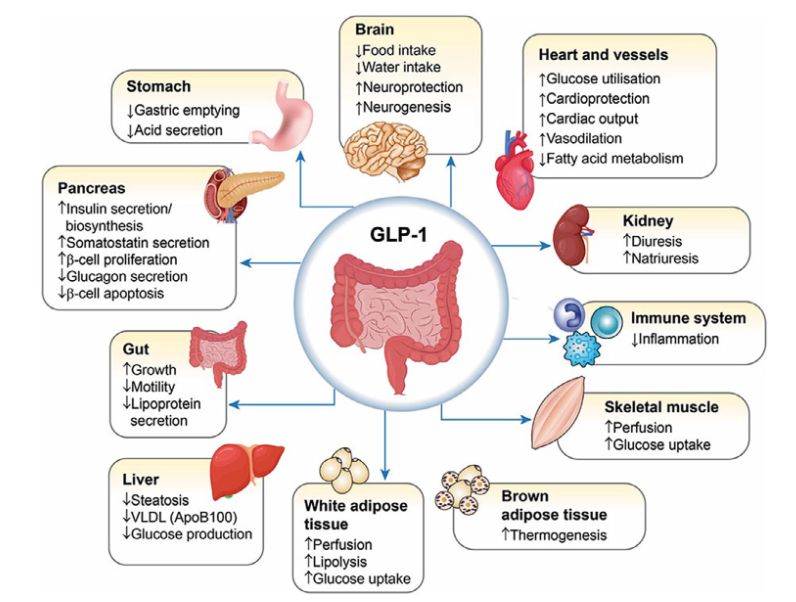 Brain
↓Food intake
↓Water intake
↑Neuroprotection
↑Neurogenesis
Heart and vessels
↑Glucose utilisation
↑Cardioprotection
↑Cardiac output
↑Vasodilation
↓Fatty acid metabolism
Stomach
↓Gastric emptying
↓Acid secretion
Pancreas
↑Insulin secretion/
biosynthesis
↑Somatostatin secretion
↑β-cell proliferation
↓Glucagon secretion
↓β-cell apoptosis
GLP-1
Kidney
↑Diuresis
↑Natriuresis
Immune system
↓Inflammation
Gut
↑Growth
↓Motility
↓Lipoprotein
secretion
Skeletal muscle
↑Perfusion
↑Glucose uptake
Liver
↓Steatosis
↓VLDL (ApoB100)
↓Glucose production
White adipose
tissue
↑Perfusion
↑Lipolysis
↑Glucose uptake
Brown
adipose tissue
↑Thermogenesis